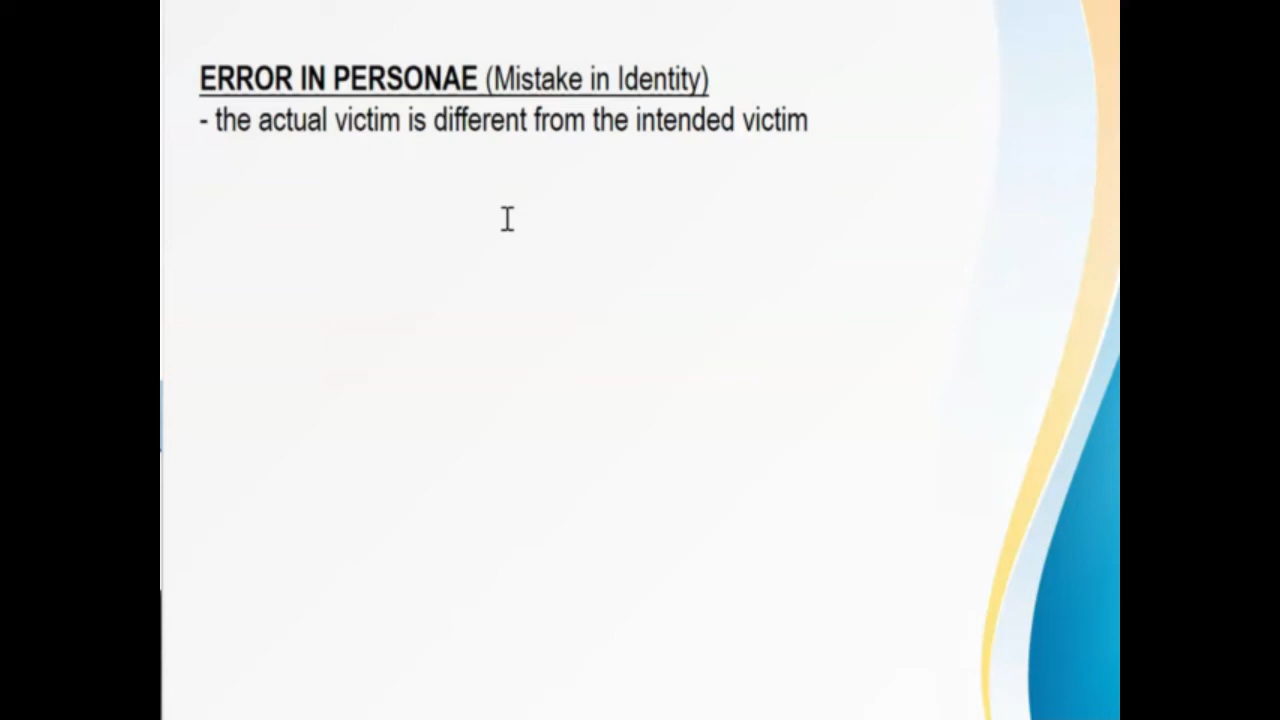 ERROR IN PERSONAE (Mistake in Identity)
- the actual victim is different from the intended victim